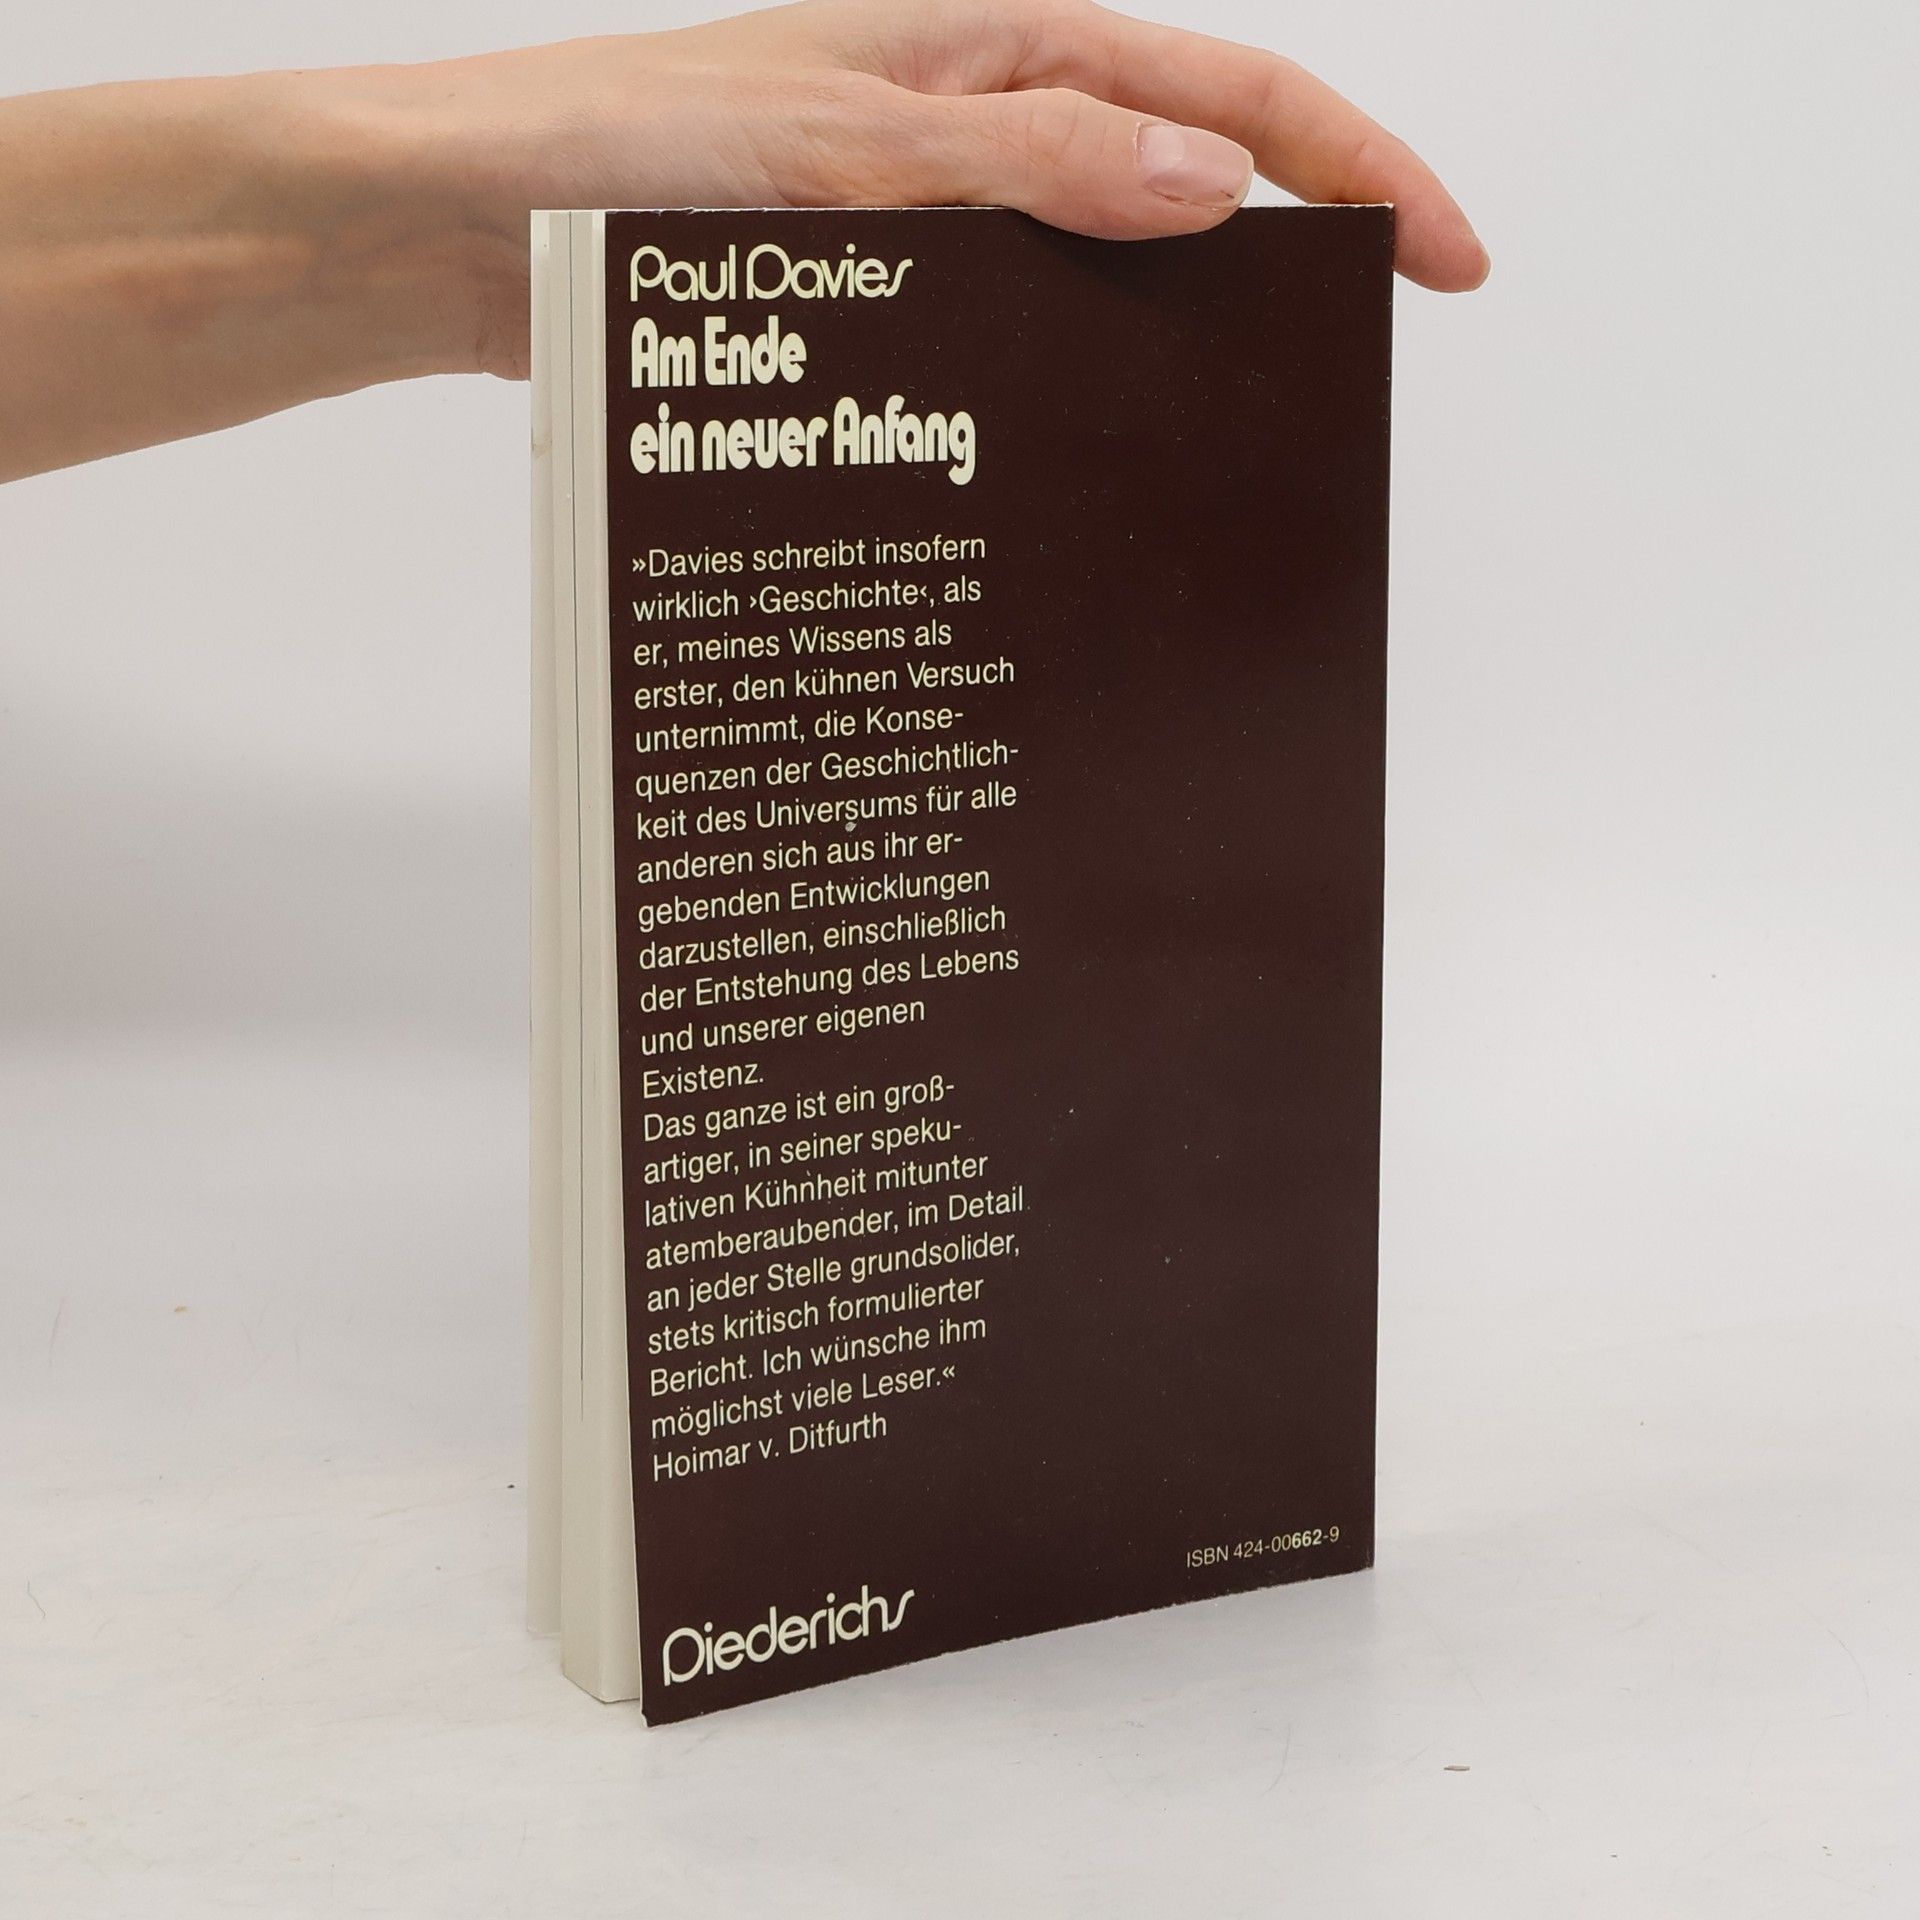 Paul Davies
Am Ende
ein neuer Anfang
»Davies schreibt insofern
wirklich ›Geschichte‹, als
er, meines Wissens als
erster, den kühnen Versuch
unternimmt, die Konse-
quenzen der Geschichtlich-
keit des Universums für alle
anderen sich aus ihr er-
gebenden Entwicklungen
darzustellen, einschließlich
der Entstehung des Lebens
und unserer eigenen
Existenz.
Das ganze ist ein groß-
artiger, in seiner speku-
lativen Kühnheit mitunter
atemberaubender, im Detail
an jeder Stelle grundsolider,
stets kritisch formulierter
Bericht. Ich wünsche ihm
möglichst viele Leser.«
Hoimar v. Ditfurth
ISBN 424-00662-9
Diederichs